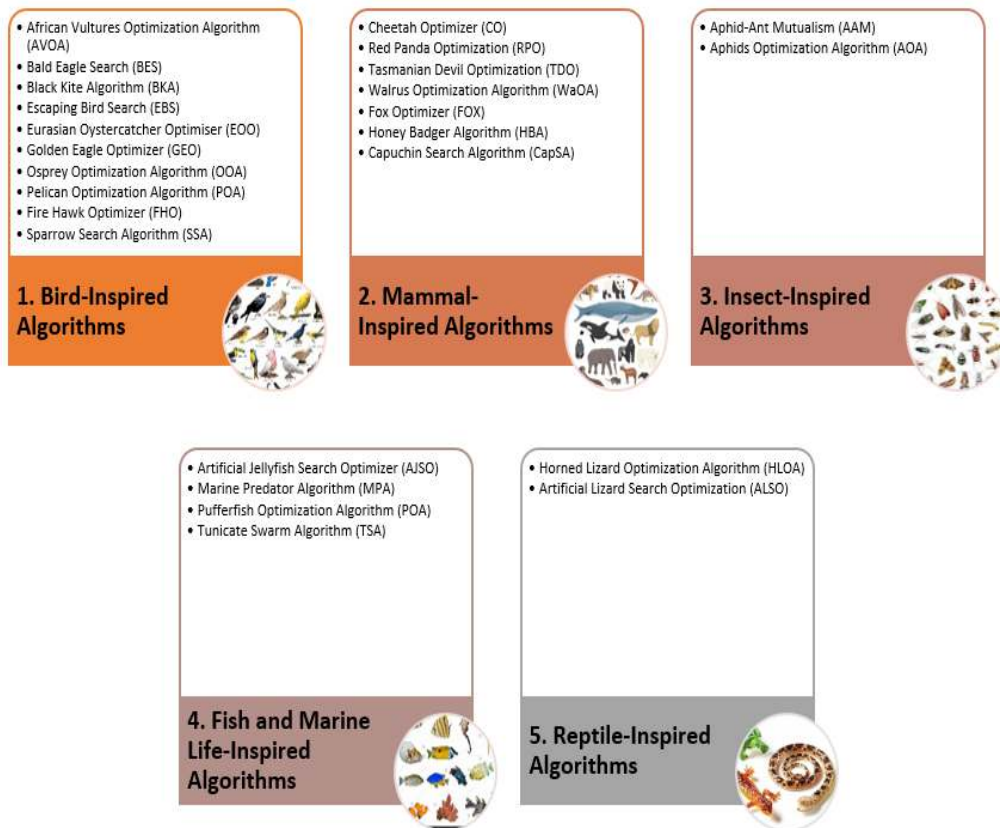 • African Vultures Optimization Algorithm
(AVOA)
• Bald Eagle Search (BES)
• Black Kite Algorithm (BKA)
• Escaping Bird Search (EBS)
• Eurasian Oystercatcher Optimiser (EOO)
• Golden Eagle Optimizer (GEO)
• Osprey Optimization Algorithm (OOA)
• Pelican Optimization Algorithm (POA)
• Fire Hawk Optimizer (FHO)
• Sparrow Search Algorithm (SSA)
1. Bird-Inspired
Algorithms
• Cheetah Optimizer (CO)
• Red Panda Optimization (RPO)
• Tasmanian Devil Optimization (TDO)
• Walrus Optimization Algorithm (WaOA)
• Fox Optimizer (FOX)
• Honey Badger Algorithm (HBA)
• Capuchin Search Algorithm (CapSA)
2. Mammal-
Inspired Algorithms
• Aphid-Ant Mutualism (AAM)
• Aphids Optimization Algorithm (AOA)
3. Insect-Inspired
Algorithms
• Artificial Jellyfish Search Optimizer (AJSO)
• Marine Predator Algorithm (MPA)
• Pufferfish Optimization Algorithm (POA)
• Tunicate Swarm Algorithm (TSA)
4. Fish and Marine
Life-Inspired
Algorithms
• Horned Lizard Optimization Algorithm (HLOA)
• Artificial Lizard Search Optimization (ALSO)
5. Reptile-Inspired
Algorithms